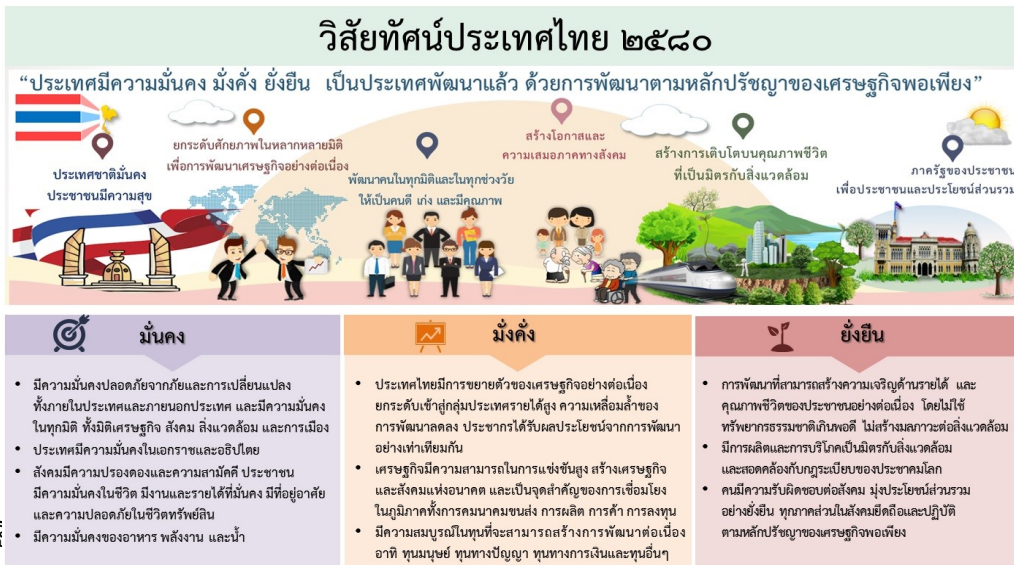 วิสัยทัศน์ประเทศไทย ๒๕๘๐
“ประเทศมีความมั่นคง มั่งคั่ง ยั่งยืน เป็นประเทศพัฒนาแล้ว ด้วยการพัฒนาตามหลักปรัชญาของเศรษฐกิจพอเพียง”
ประเทศชาติมั่นคง
ประชาชนมีความสุข
ยกระดับศักยภาพในหลากหลายมิติ
เพื่อการพัฒนาเศรษฐกิจอย่างต่อเนื่อง
พัฒนาคนในทุกมิติและในทุกช่วงวัย
ให้เป็นคนดี เก่ง และมีคุณภาพ
สร้างโอกาสและ
ความเสมอภาคทางสังคม
สร้างการเติบโตบนคุณภาพชีวิต
ที่เป็นมิตรกับสิ่งแวดล้อม
ภาครัฐของประชาชน
เพื่อประชาชนและประโยชน์ส่วนรวม
มั่นคง
• มีความมั่นคงปลอดภัยจากภัยและการเปลี่ยนแปลง
ทั้งภายในประเทศและภายนอกประเทศ และมีความมั่นคง
ในทุกมิติ ทั้งมิติเศรษฐกิจ สังคม สิ่งแวดล้อม และการเมือง
• ประเทศมีความมั่นคงในเอกราชและอธิปไตย
• สังคมมีความปรองดองและความสามัคคี ประชาชน
มีความมั่นคงในชีวิต มีงานและรายได้ที่มั่นคง มีที่อยู่อาศัย
และความปลอดภัยในชีวิตทรัพย์สิน
• มีความมั่นคงของอาหาร พลังงาน และน้ำ
มั่งคั่ง
• ประเทศไทยมีการขยายตัวของเศรษฐกิจอย่างต่อเนื่อง
ยกระดับเข้าสู่กลุ่มประเทศรายได้สูง ความเหลื่อมล้ำของ
การพัฒนาลดลง ประชากรได้รับผลประโยชน์จากการพัฒนา
อย่างเท่าเทียมกัน
• เศรษฐกิจมีความสามารถในการแข่งขันสูง สร้างเศรษฐกิจ
และสังคมแห่งอนาคต และเป็นจุดสำคัญของการเชื่อมโยง
ในภูมิภาคทั้งการคมนาคมขนส่ง การผลิต การค้า การลงทุน
• มีความสมบูรณ์ในทุนที่จะสามารถสร้างการพัฒนาต่อเนื่อง
อาทิ ทุนมนุษย์ ทุนทางปัญญา ทุนทางการเงินและทุนอื่นๆ
ยั่งยืน
• การพัฒนาที่สามารถสร้างความเจริญด้านรายได้ และ
คุณภาพชีวิตของประชาชนอย่างต่อเนื่อง โดยไม่ใช้
ทรัพยากรธรรมชาติเกินพอดี ไม่สร้างมลภาวะต่อสิ่งแวดล้อม
• มีการผลิตและการบริโภคเป็นมิตรกับสิ่งแวดล้อม
และสอดคล้องกับกฎระเบียบของประชาคมโลก
• คนมีความรับผิดชอบต่อสังคม มุ่งประโยชน์ส่วนรวม
อย่างยั่งยืน ทุกภาคส่วนในสังคมยึดถือและปฏิบัติ
ตามหลักปรัชญาของเศรษฐกิจพอเพียง